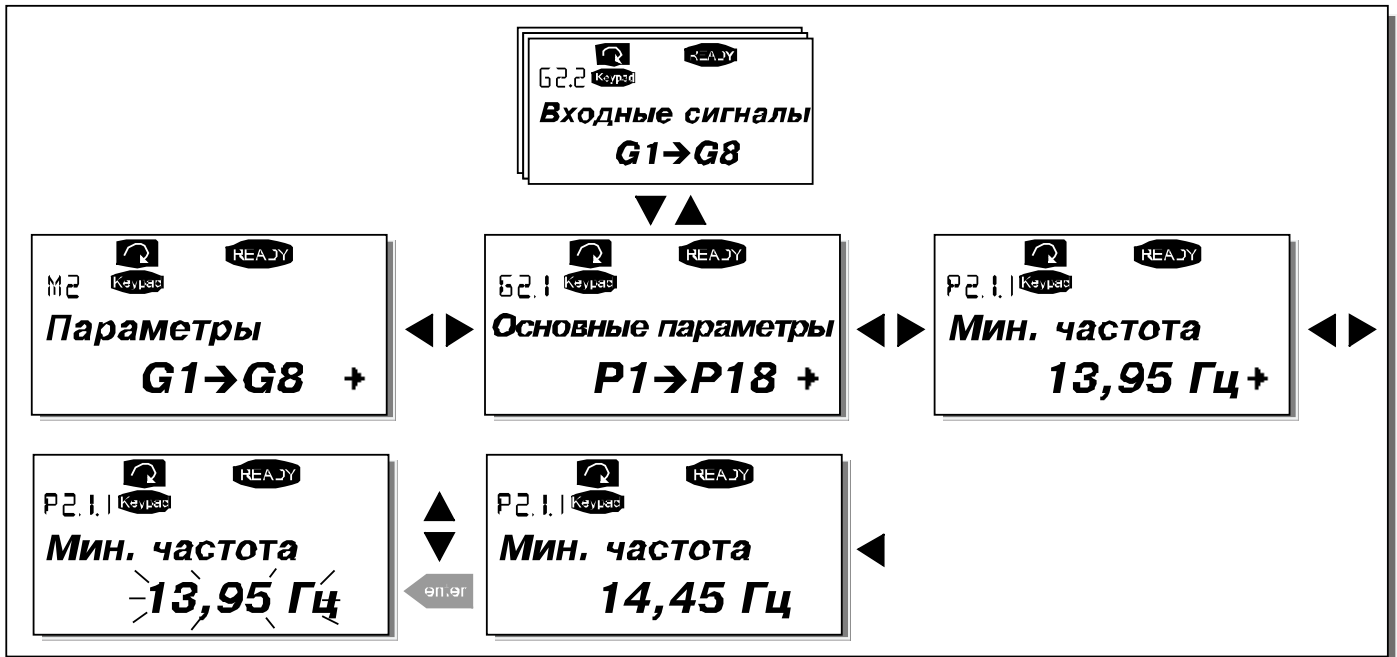 READY
G2.2 Keypad
Входные сигналы
G1→G8
READY
M2 Keypad
Параметры
G1→G8
READY
G2.1 Keypad
Основные параметры
P1→P18
READY
P2.1.1 Keypad
Мин. частота
13,95 Гц
READY
P2.1.1 Keypad
Мин. частота
13,95 Гц
enter
READY
P2.1.1 Keypad
Мин. частота
14,45 Гц